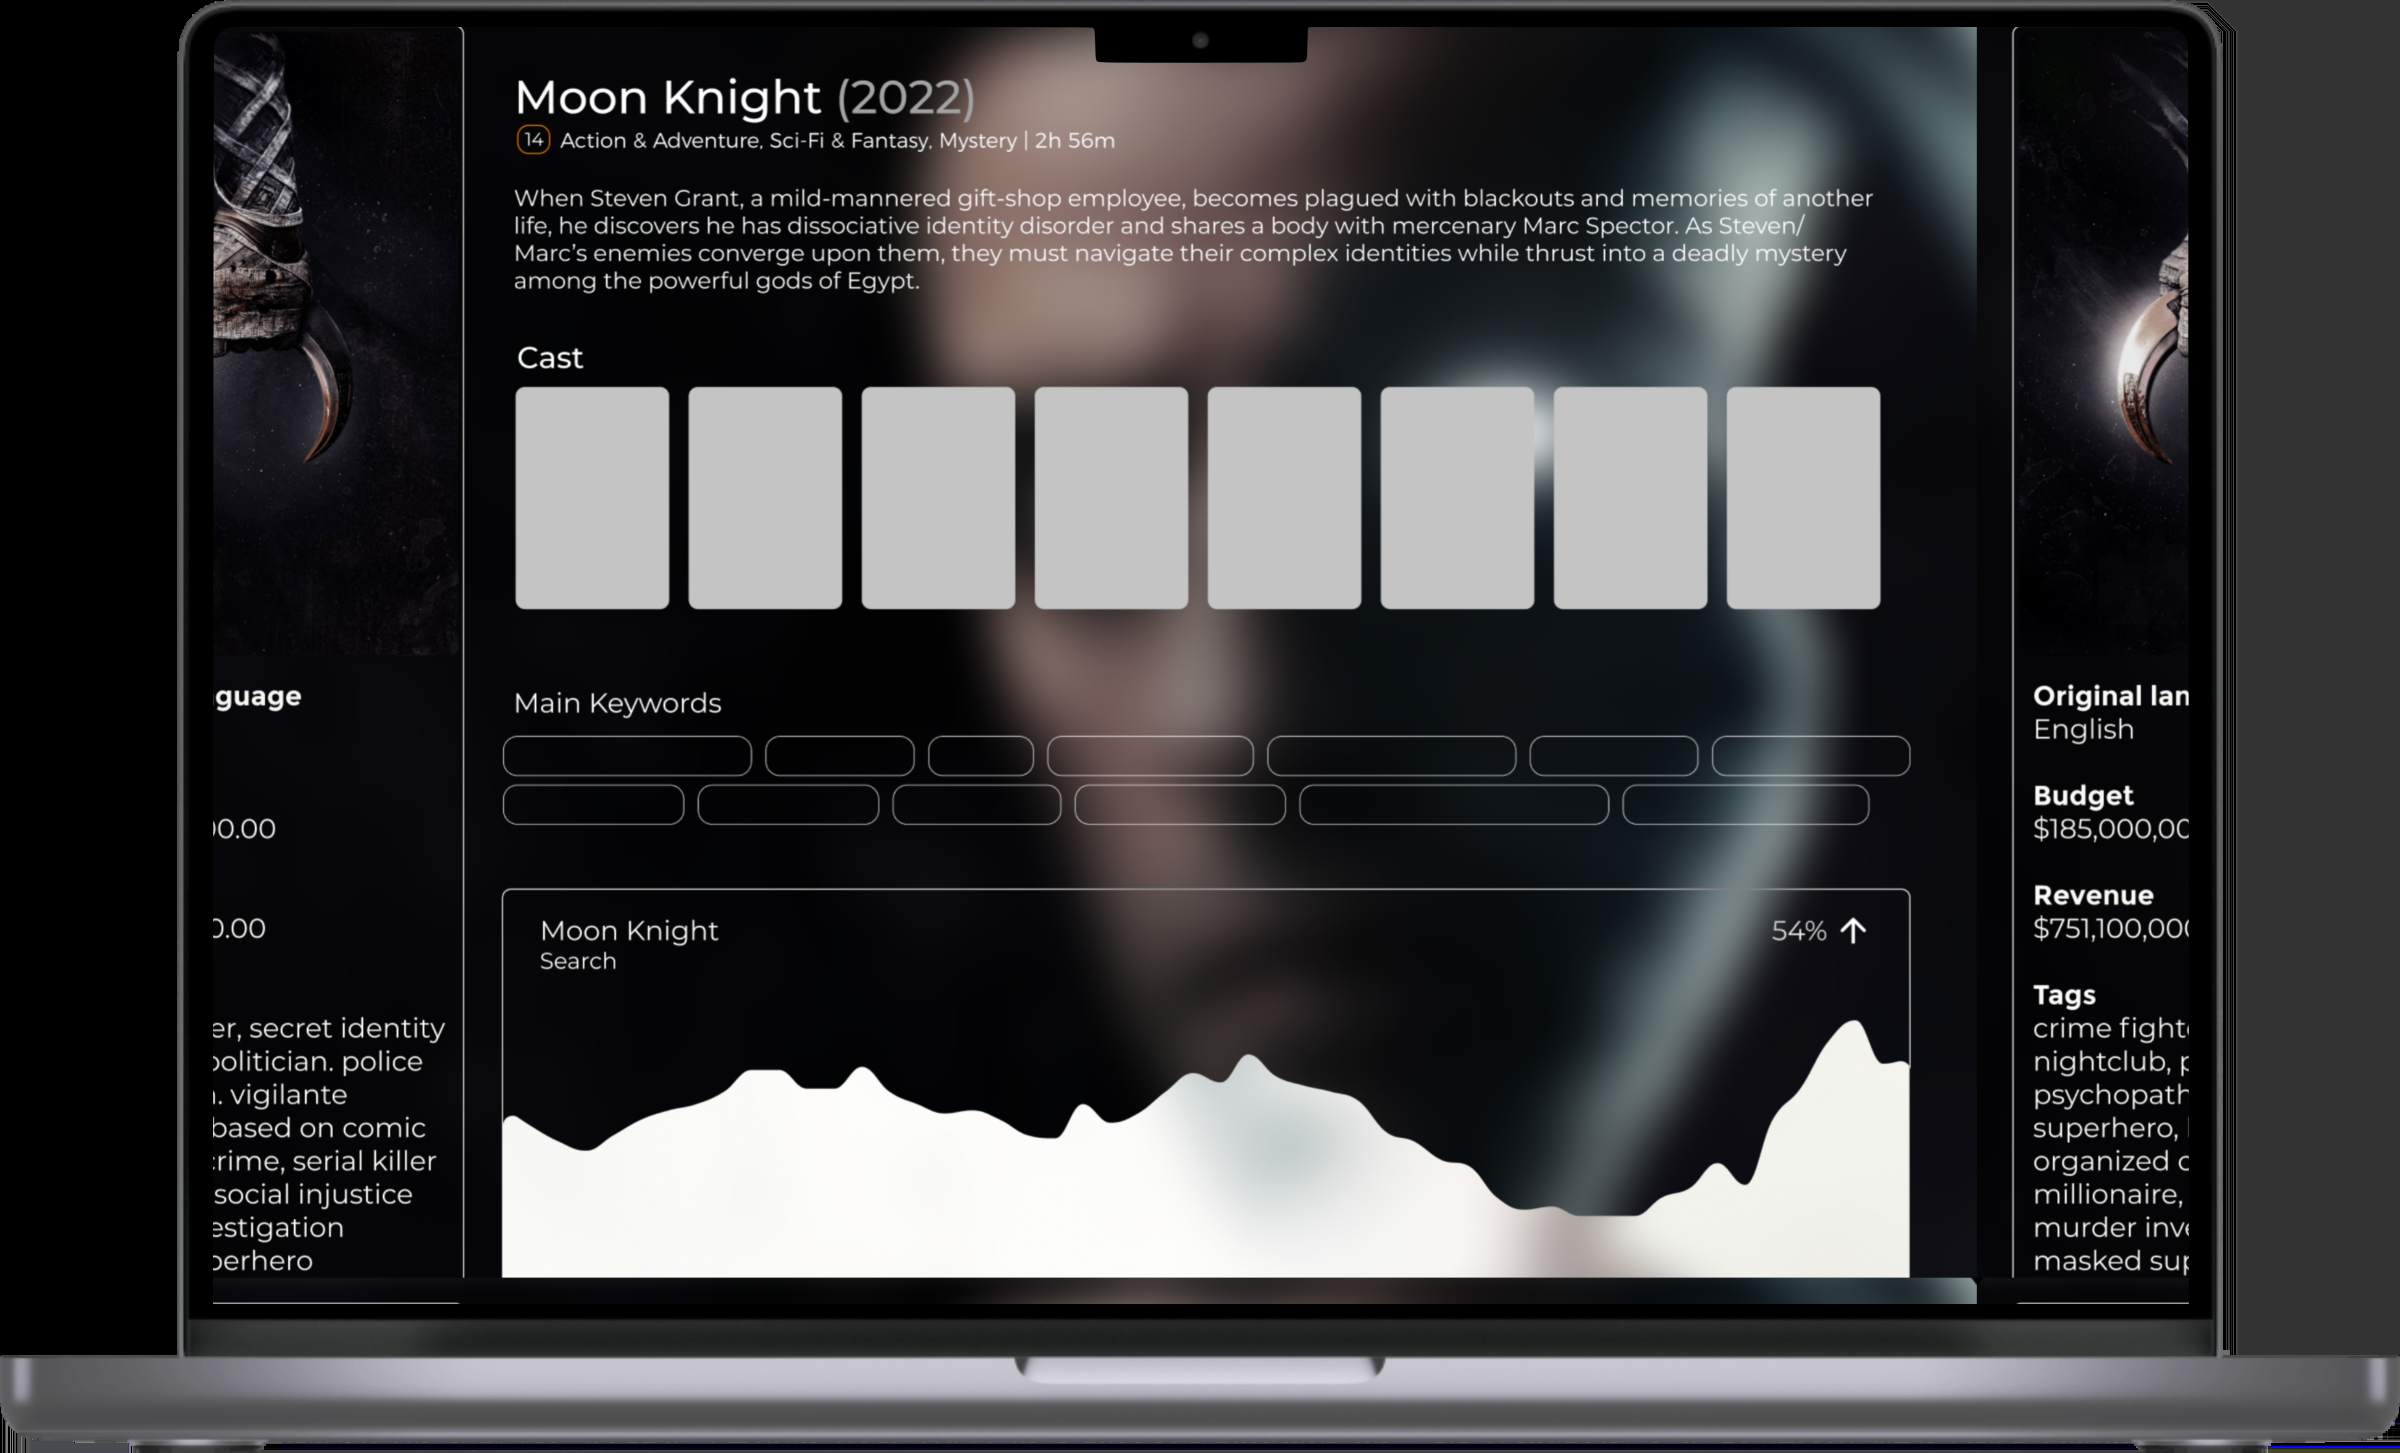 Moon Knight (2022)
14 Action & Adventure, Sci-Fi & Fantasy, Mystery | 2h 56m
When Steven Grant, a mild-mannered gift-shop employee, becomes plagued with blackouts and memories of another
life, he discovers he has dissociative identity disorder and shares a body with mercenary Marc Spector. As Steven/
Marc’s enemies converge upon them, they must navigate their complex identities while thrust into a deadly mystery
among the powerful gods of Egypt.
Cast
Main Keywords
Moon Knight
Search
54%
guage
00.00
0.00
er, secret identity
politician. police
. vigilante
based on comic
crime, serial killer
social injustice
estigation
perhero
Original lan
English
Budget
$185,000,00
Revenue
$751,100,000
Tags
crime fight
nightclub, p
psychopath
superhero,
organized c
millionaire,
murder inve
masked sup